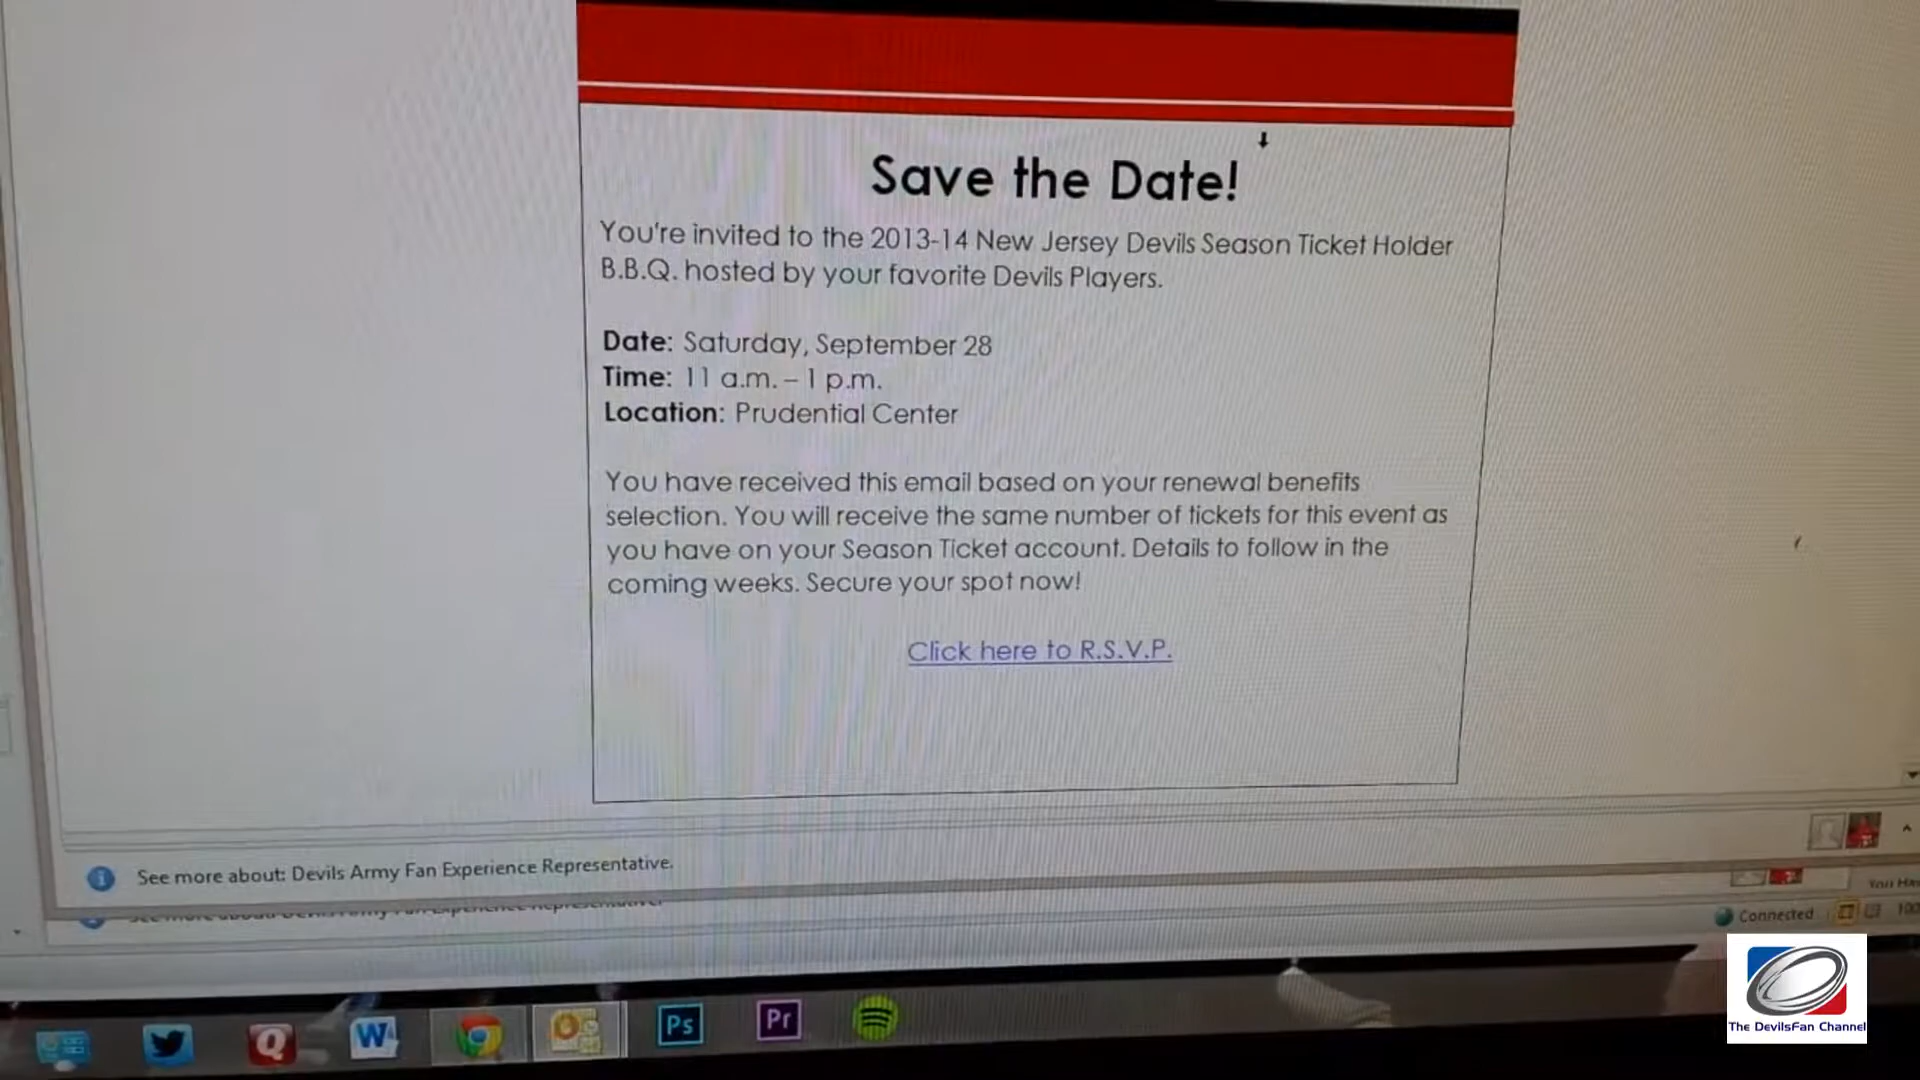 Save the Date!
You're invited to the 2013-14 New Jersey Devils Season Ticket Holder
B.B.Q. hosted by your favorite Devils Players.
Date: Saturday, September 28
Time: 11 a.m. – 1 p.m.
Location: Prudential Center
You have received this email based on your renewal benefits
selection. You will receive the same number of tickets for this event as
you have on your Season Ticket account. Details to follow in the
coming weeks. Secure your spot now!
Click here to R.S.V.P.
See more about: Devils Army Fan Experience Representative.
Connected
100
Q
W
Ps
Pr
The DevilsFan Channel